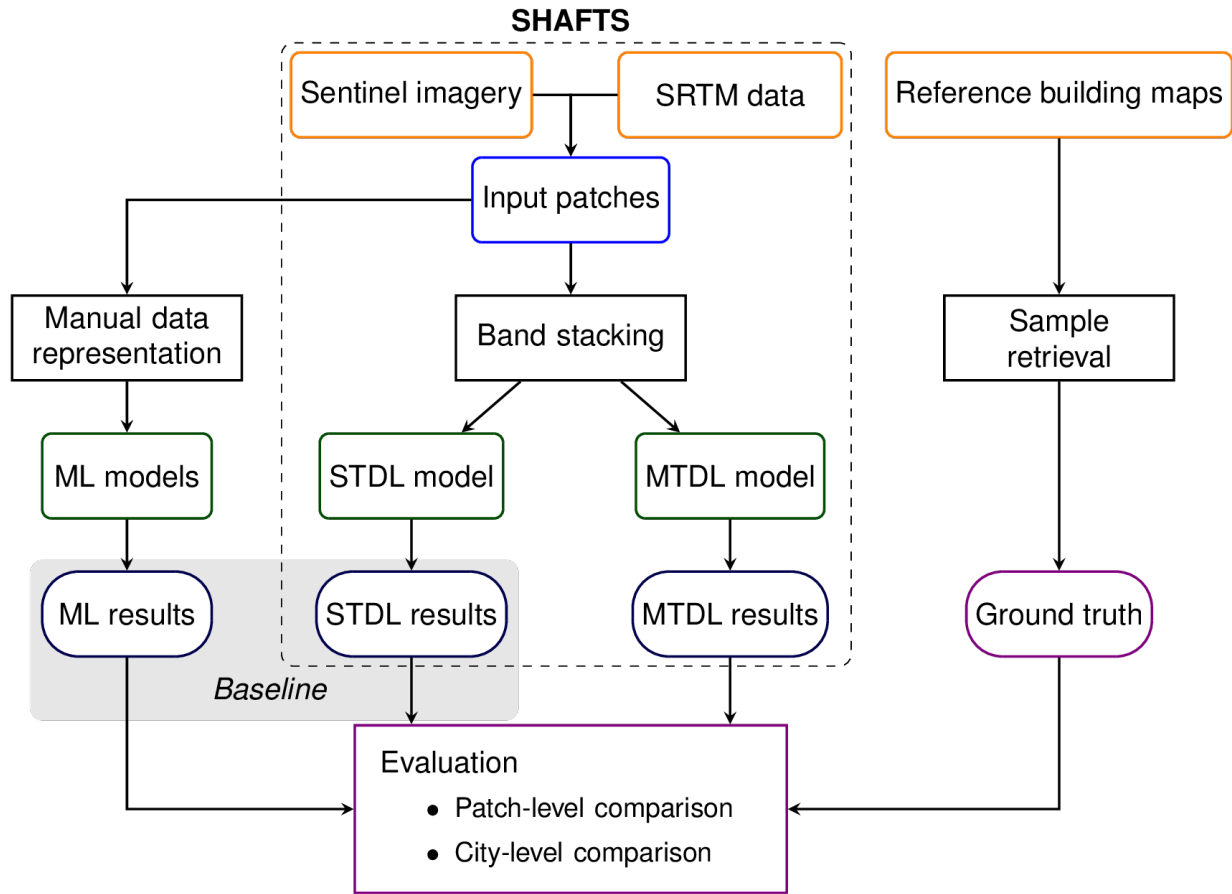 SHAFTS
Sentinel imagery
SRTM data
Reference building maps
Input patches
Manual data
representation
Band stacking
Sample
retrieval
ML models
STDL model
MTDL model
ML results
STDL results
MTDL results
Ground truth
Baseline
Evaluation
• Patch-level comparison
• City-level comparison